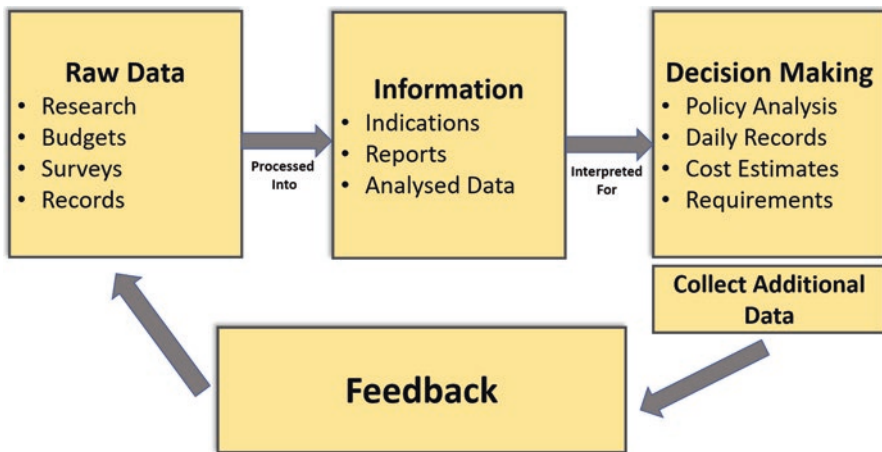 Raw Data
• Research
• Budgets
• Surveys
• Records
Processed
Into
Information
• Indications
• Reports
• Analysed Data
Interpreted
For
Decision Making
• Policy Analysis
• Daily Records
• Cost Estimates
• Requirements
Collect Additional
Data
Feedback